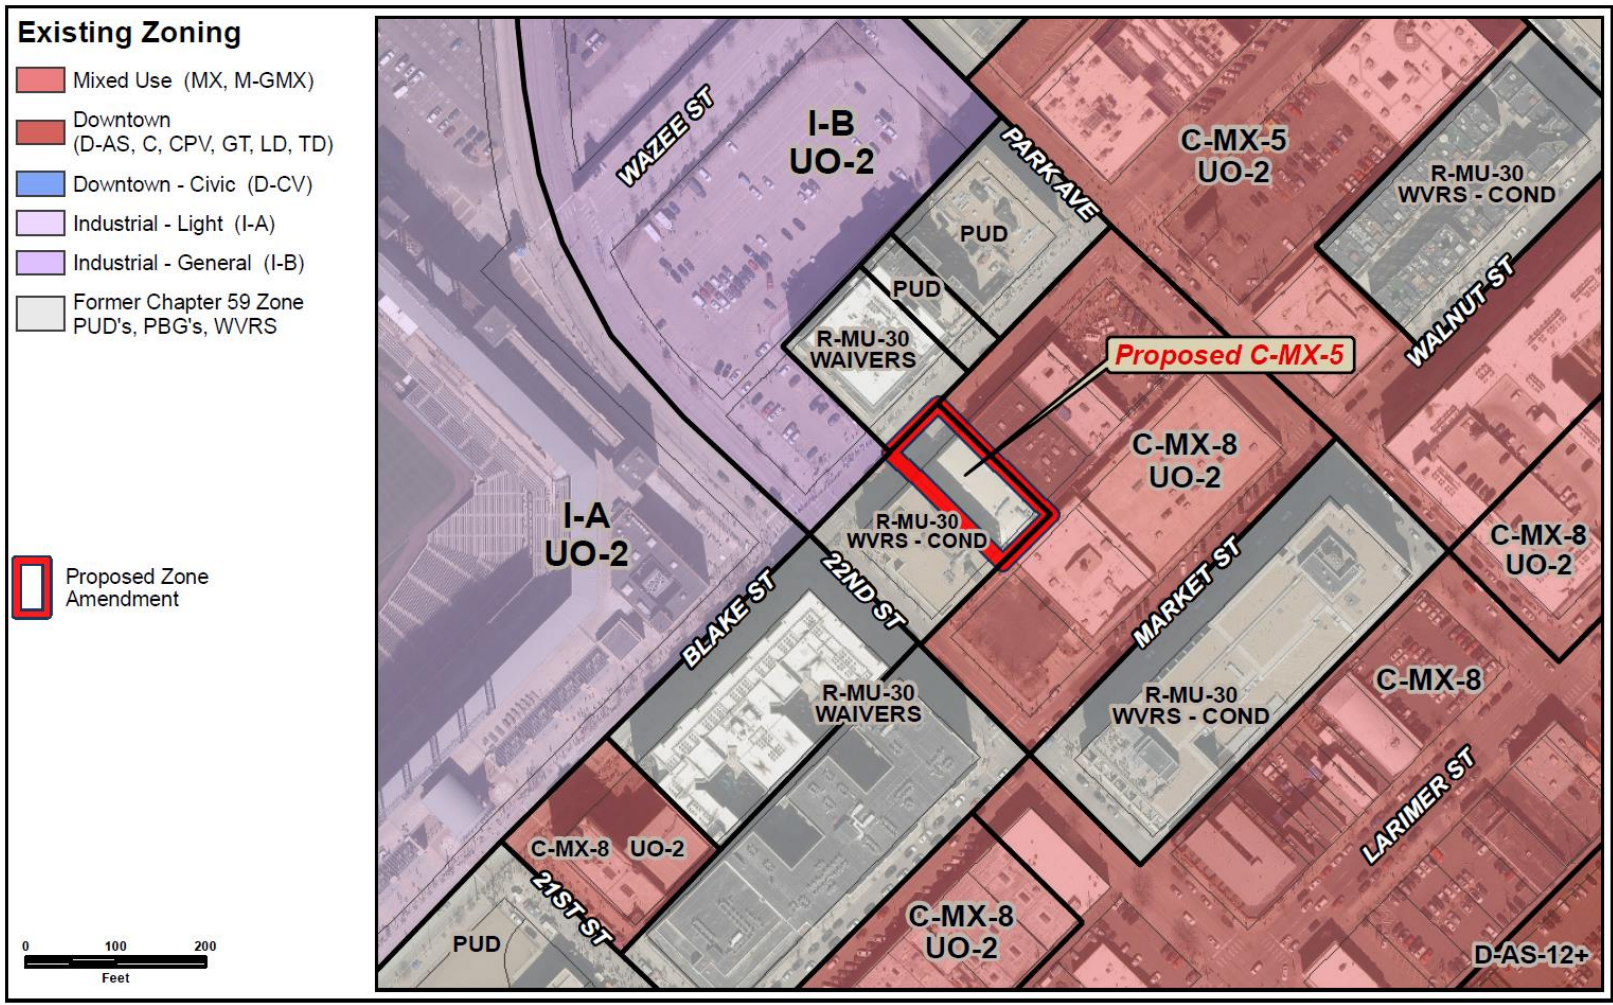 Existing Zoning
Mixed Use (MX, M-GMX)
Downtown
(D-AS, C, CPV, GT, LD, TD)
Downtown - Civic (D-CV)
Industrial - Light (I-A)
Industrial - General (I-B)
Former Chapter 59 Zone
PUD's, PBG's, WVRS
Proposed Zone
Amendment
0 100 200
Feet
WAZEE ST
I-B
UO-2
PARK AVE
C-MX-5
UO-2
R-MU-30
WVRS - COND
PUD
PUD
WALNUT ST
R-MU-30
WAIVERS
Proposed C-MX-5
C-MX-8
UO-2
I-A
UO-2
R-MU-30
WVRS - COND
C-MX-8
UO-2
22ND ST
BLAKE ST
MARKET ST
C-MX-8
R-MU-30
WAIVERS
R-MU-30
WVRS - COND
LARIMER ST
C-MX-8 UO-2
21ST ST
PUD
C-MX-8
UO-2
D-AS-12+